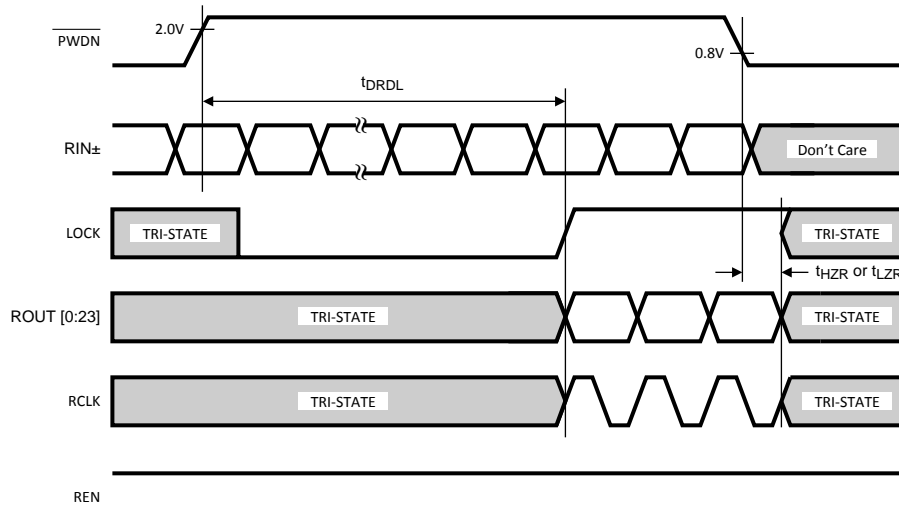 PWDN
2.0V
0.8V
tDRDL
RIN±
Don't Care
LOCK
TRI-STATE
TRI-STATE
tHZR or tLZR
ROUT [0:23]
TRI-STATE
TRI-STATE
RCLK
TRI-STATE
TRI-STATE
REN